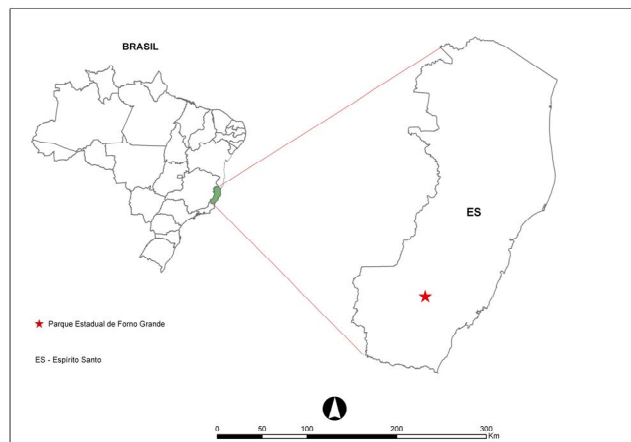 BRASIL
ES
Parque Estadual de Forno Grande
ES - Espírito Santo
0 50 100 200 300
Km